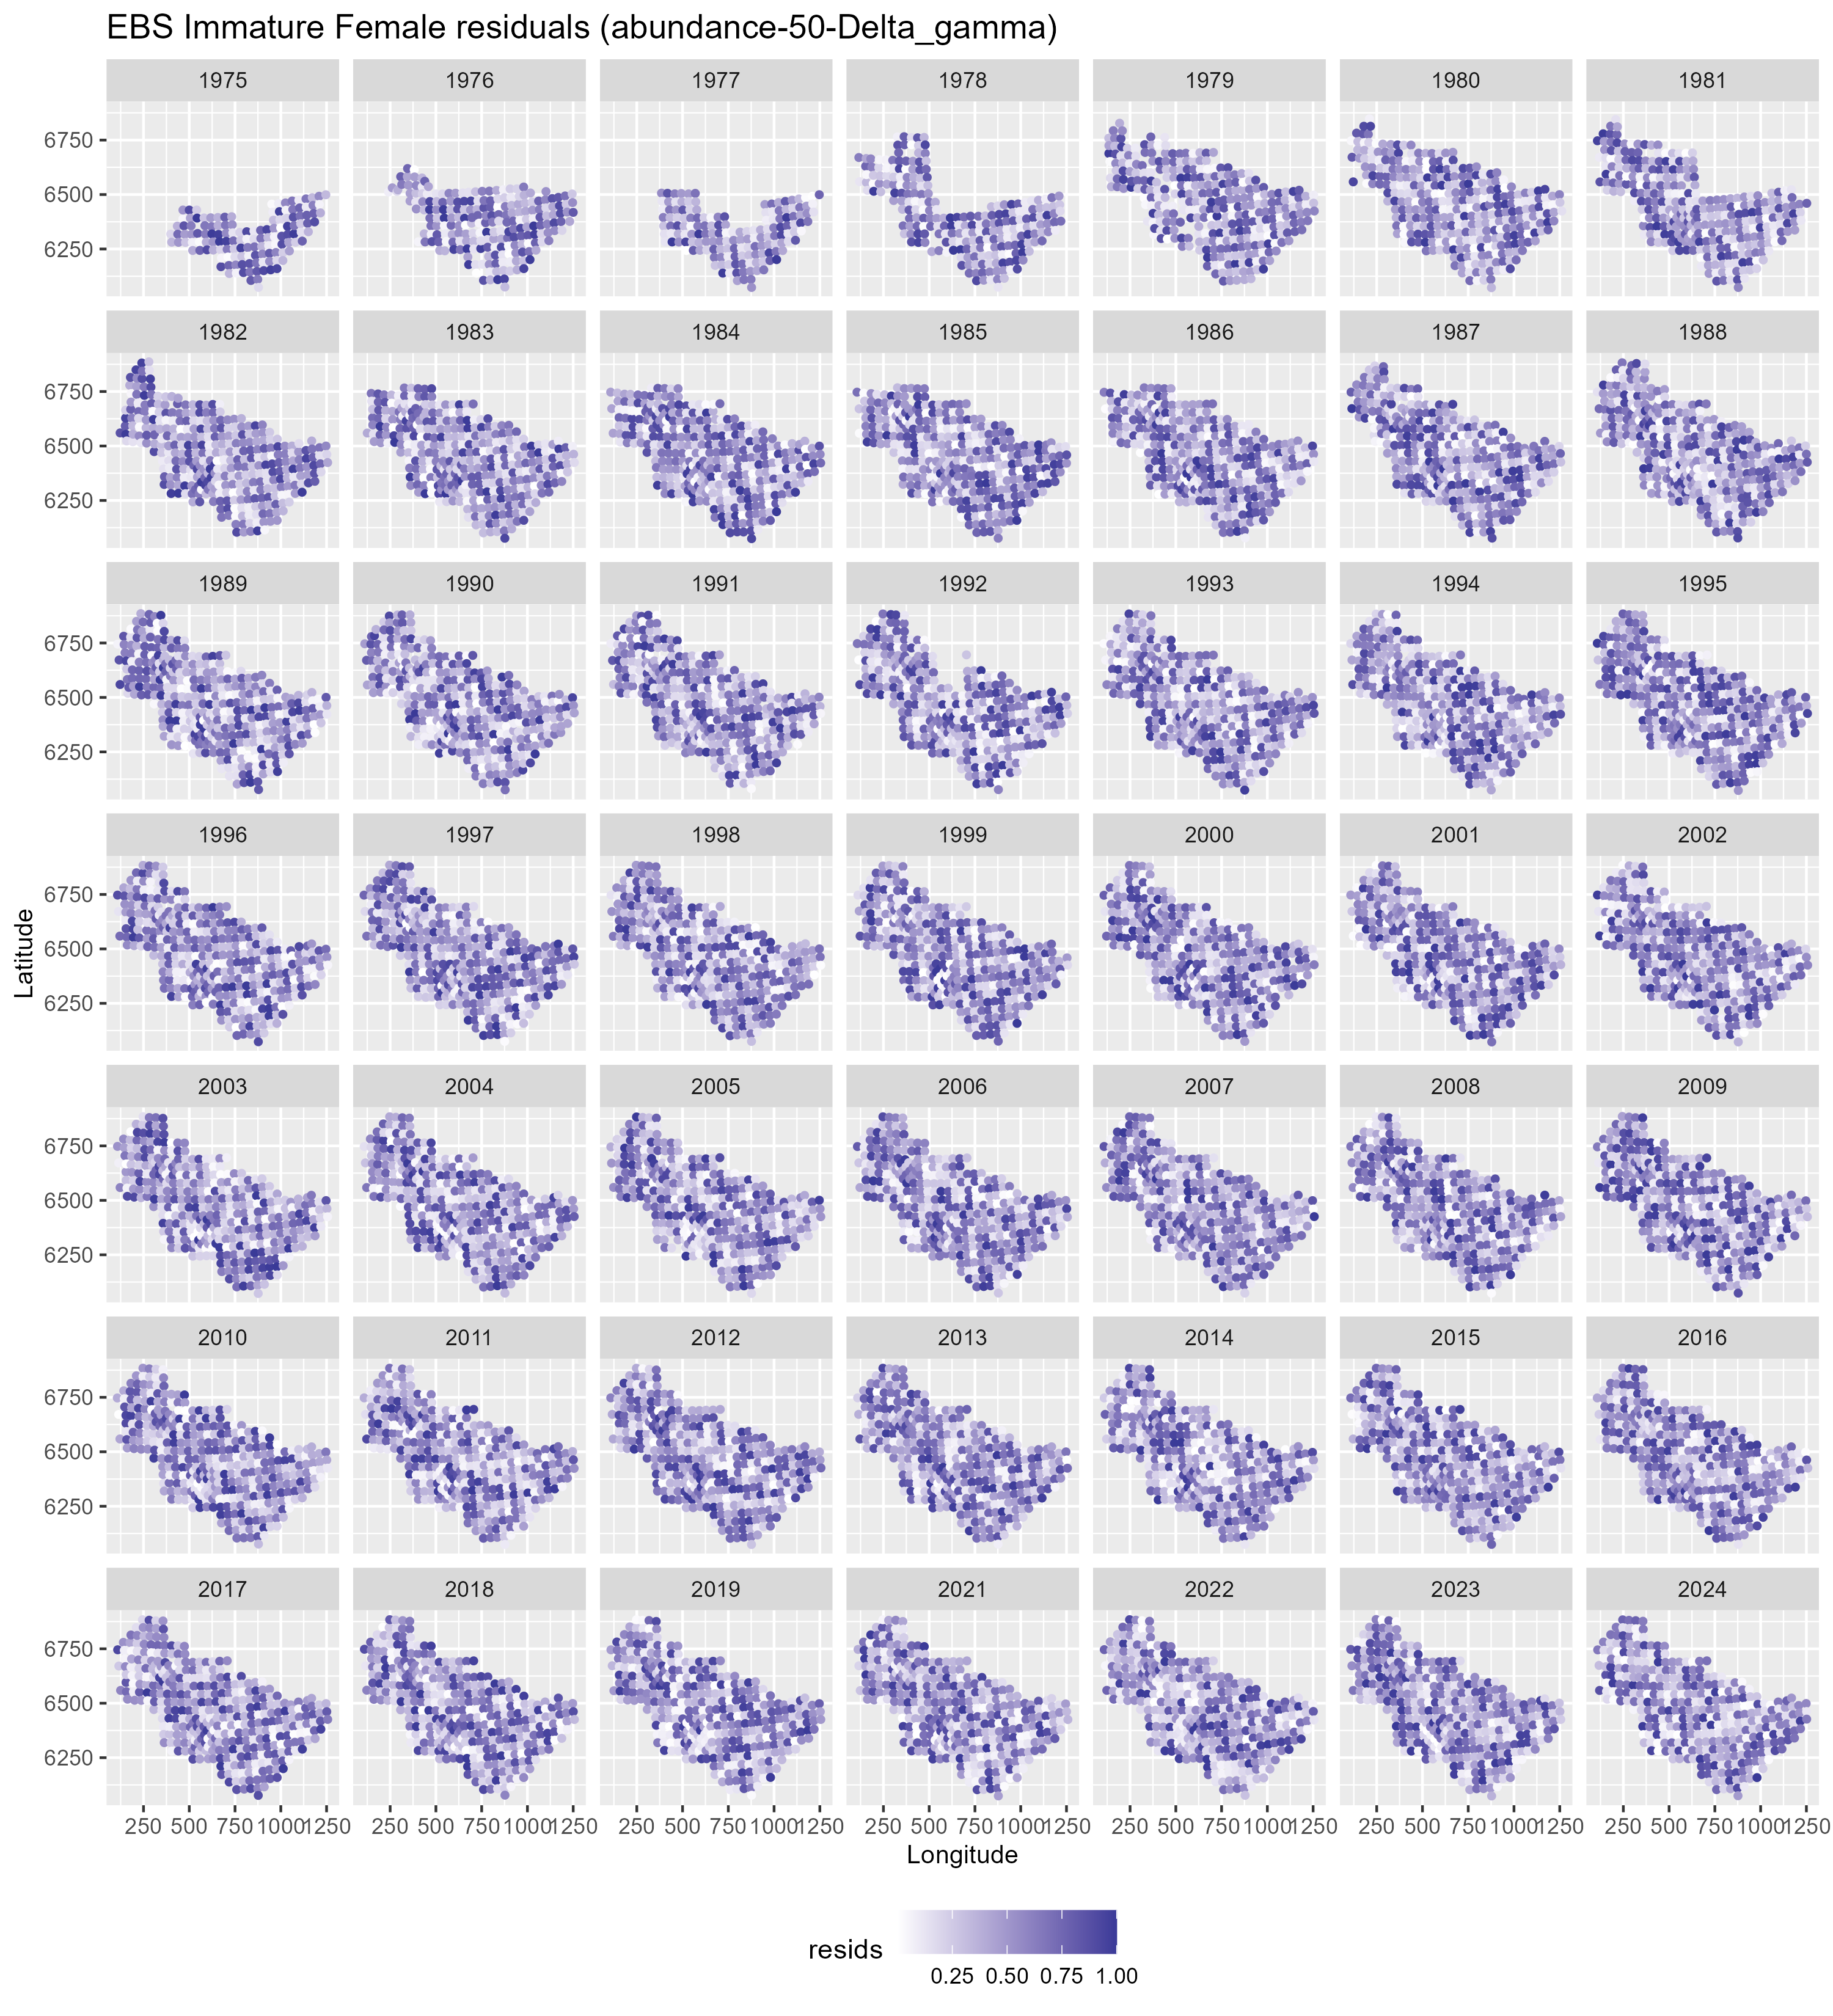 EBS Immature Female residuals (abundance-50-Delta_gamma)
1975 1976 1977 1978 1979 1980 1981
6750
6500
6250
1982 1983 1984 1985 1986 1987 1988
6750
6500
6250
1989 1990 1991 1992 1993 1994 1995
6750
6500
6250
1996 1997 1998 1999 2000 2001 2002
6750
6500
6250
Latitude
2003 2004 2005 2006 2007 2008 2009
6750
6500
6250
2010 2011 2012 2013 2014 2015 2016
6750
6500
6250
2017 2018 2019 2021 2022 2023 2024
6750
6500
6250
250 500 750 1000 1250 250 500 750 1000 1250 250 500 750 1000 1250 250 500 750 1000 1250 250 500 750 1000 1250 250 500 750 1000 1250 250 500 750 1000 1250
Longitude
resids
0.25 0.50 0.75 1.00